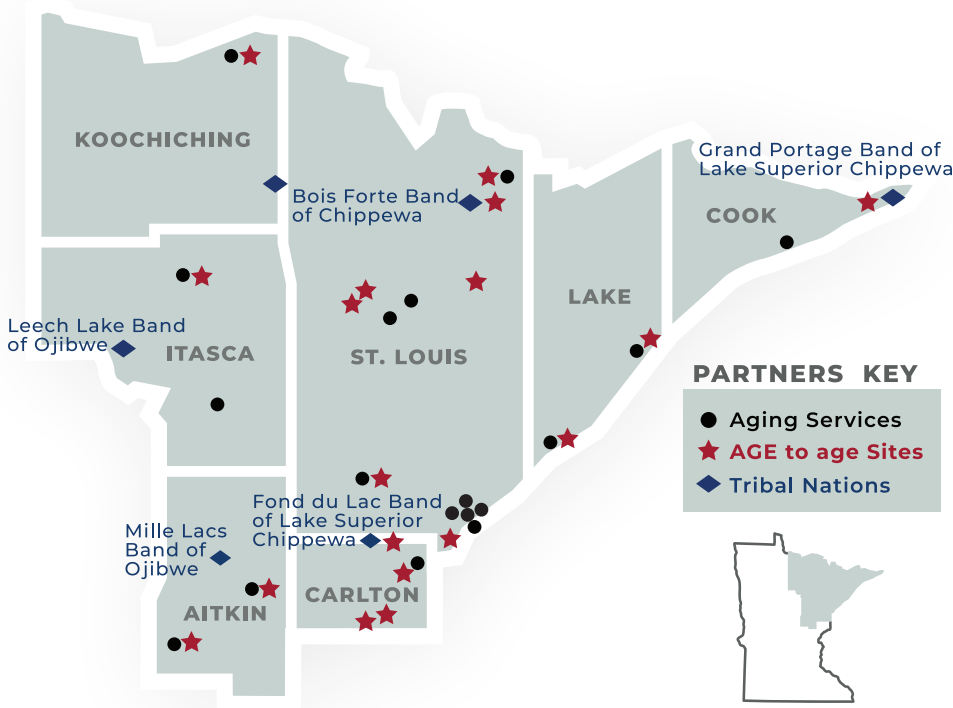 KOOCHICHING
Grand Portage Band of
Lake Superior Chippewa
Bois Forte Band
of Chippewa
COOK
LAKE
Leech Lake Band
of Ojibwe
ITASCA
ST. LOUIS
PARTNERS KEY
Aging Services
AGE to age Sites
Tribal Nations
Fond du Lac Band
of Lake Superior
Chippewa
Mille Lacs
Band of
Ojibwe
CARLTON
AITKIN